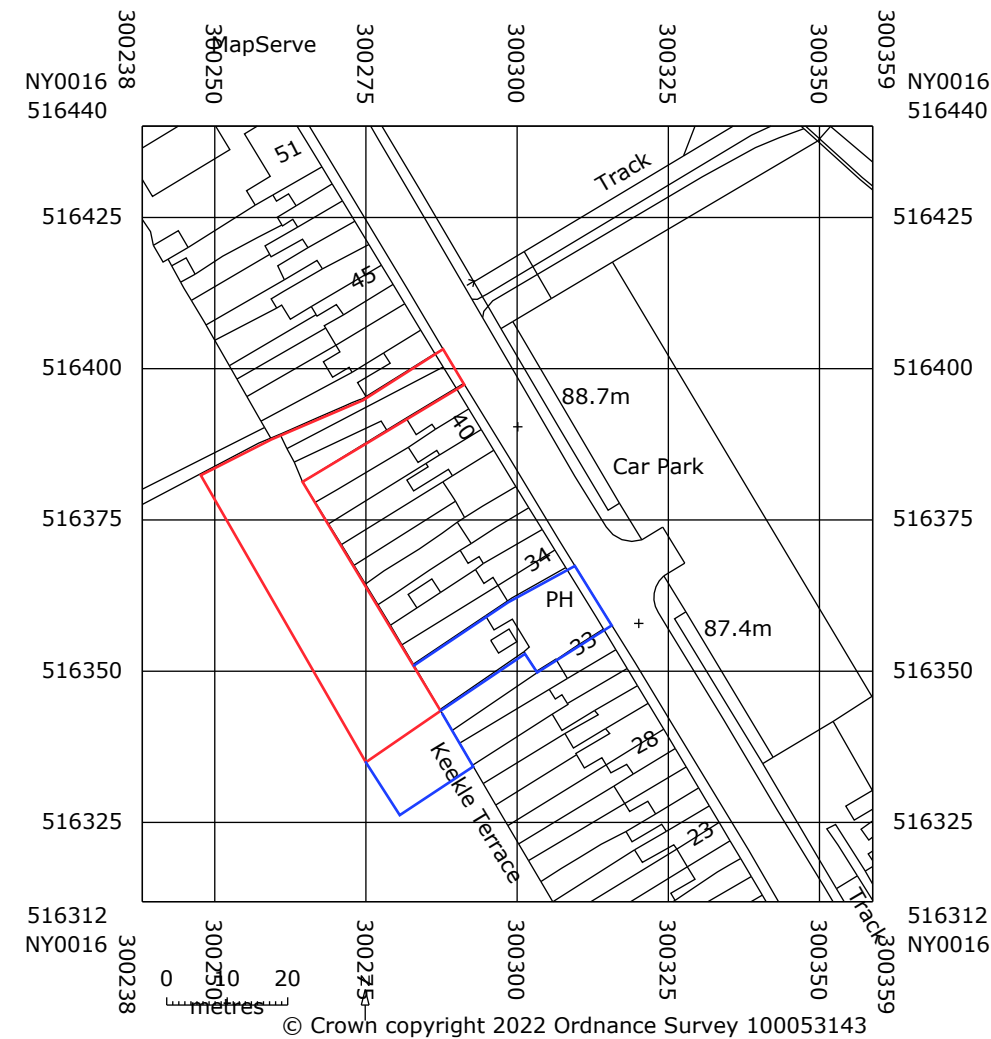 300238
300250
300275
300300
300325
300350
300359
MapServe
NY0016
516440
NY0016
516440
51
Track
516425
516425
45
516400
516400
88.7m
40
Car Park
516375
516375
34
PH
87.4m
33
516350
516350
28
Keekle Terrace
516325
516325
23
Track
516312
NY0016
516312
NY0016
300238
300250
300275
300300
300325
300350
300359
0 10 20
metres
© Crown copyright 2022 Ordnance Survey 100053143